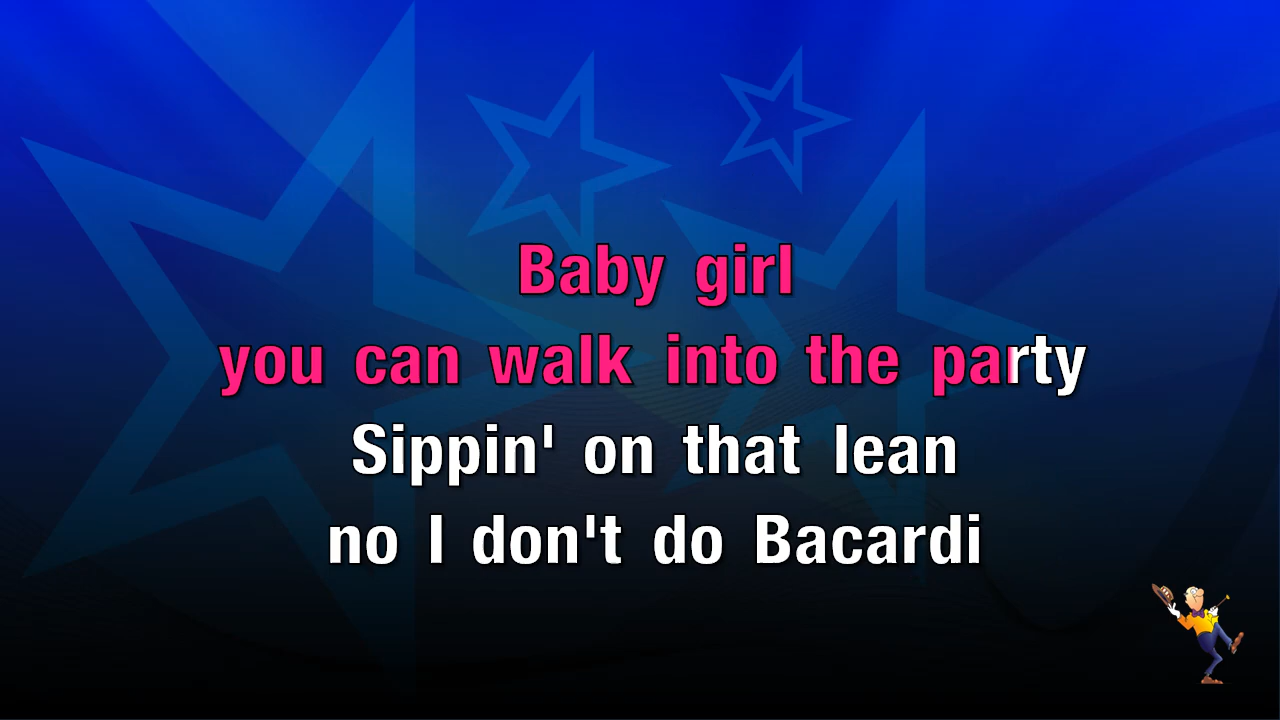 Baby girl
you can walk into the party
Sippin' on that lean
no I don't do Bacardi